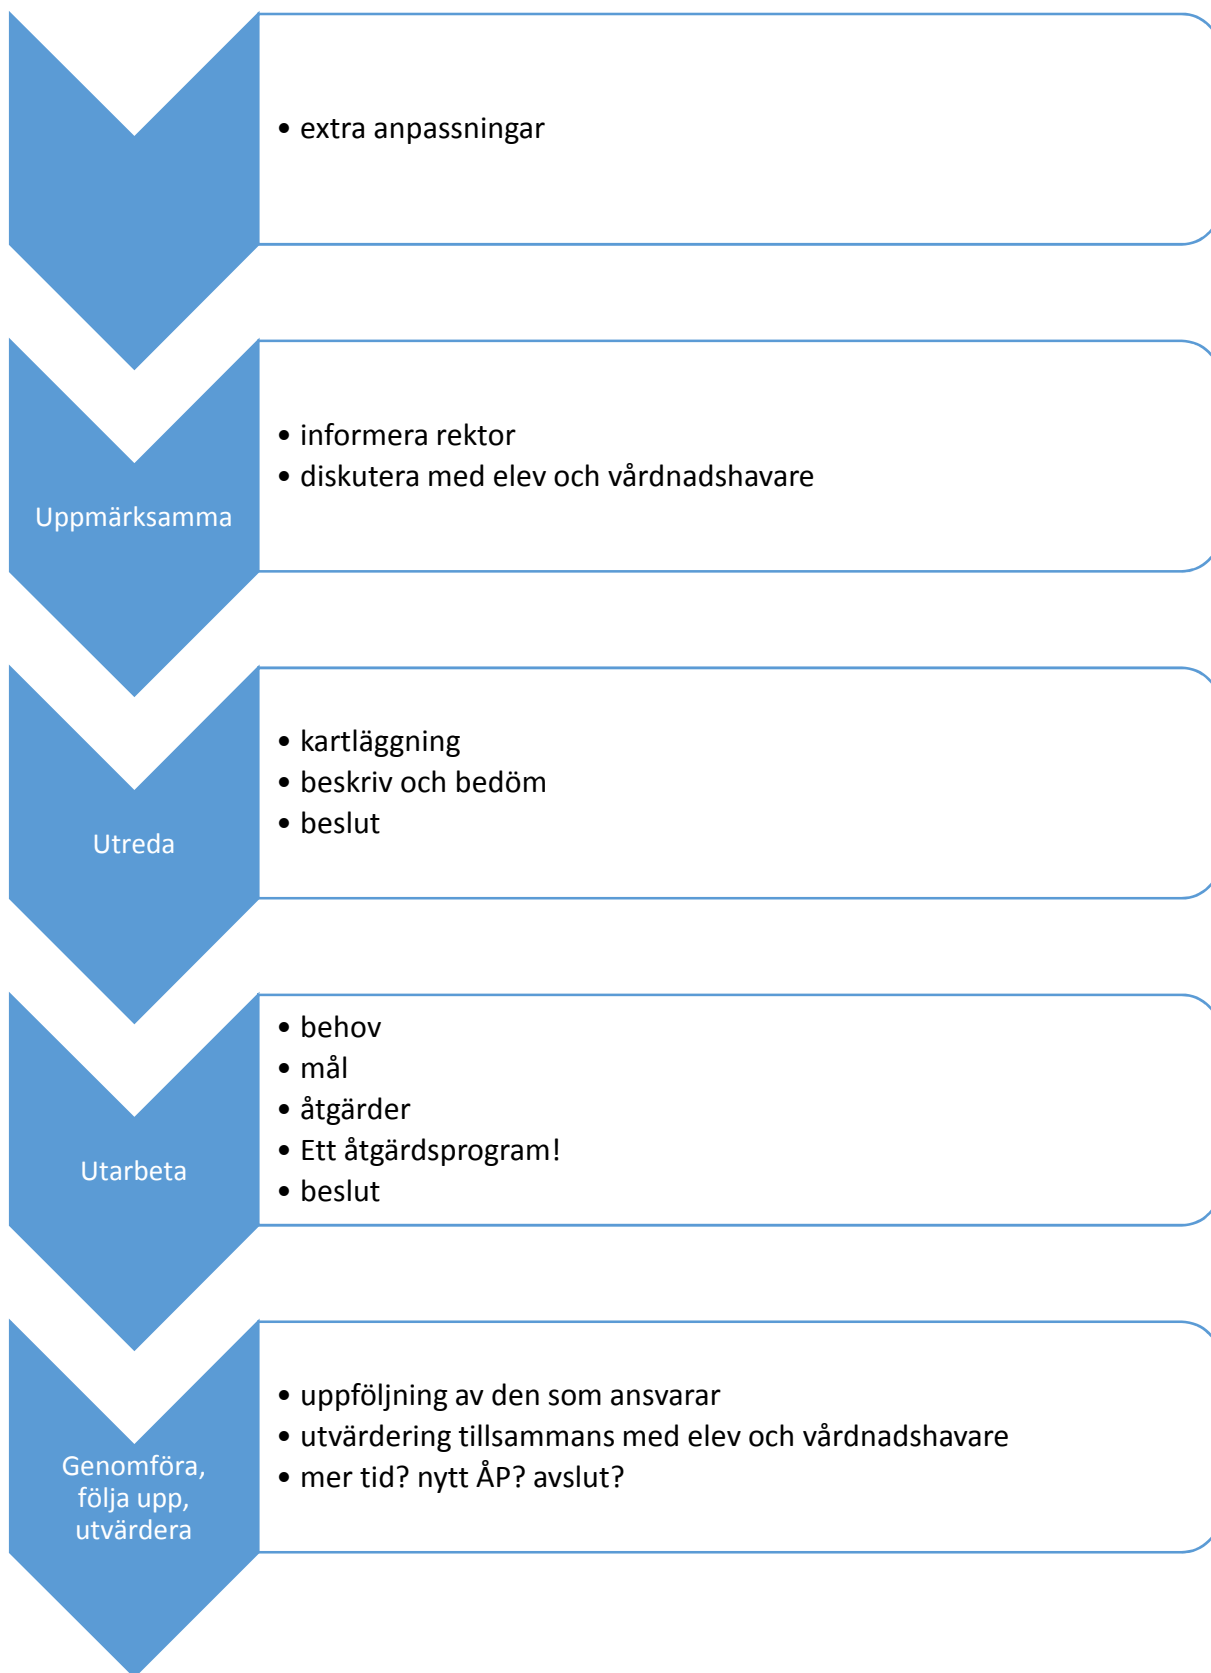 • extra anpassningar
Uppmärksamma
• informera rektor
• diskutera med elev och vårdnadshavare
Utreda
• kartläggning
• beskriv och bedöm
• beslut
Utarbeta
• behov
• mål
• åtgärder
• Ett åtgärdsprogram!
• beslut
Genomföra,
följa upp,
utvärdera
• uppföljning av den som ansvarar
• utvärdering tillsammans med elev och vårdnadshavare
• mer tid? nytt ÅP? avslut?